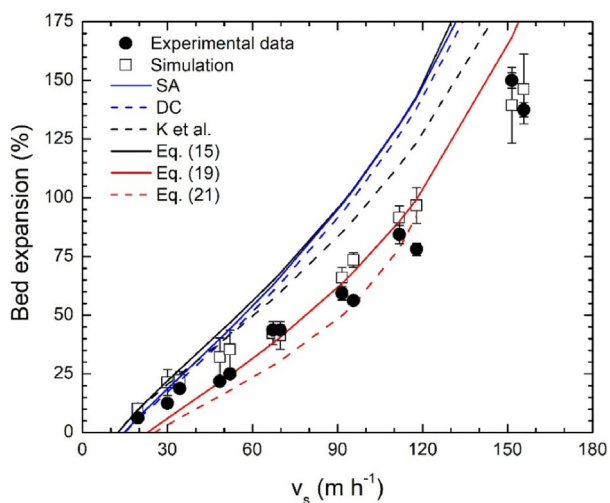 175
150
125
100
75
50
25
0
Bed expansion (%)
Experimental data
Simulation
SA
DC
K et al.
Eq. (15)
Eq. (19)
Eq. (21)
0 30 60 90 120 150 180
vₛ (m h⁻¹)